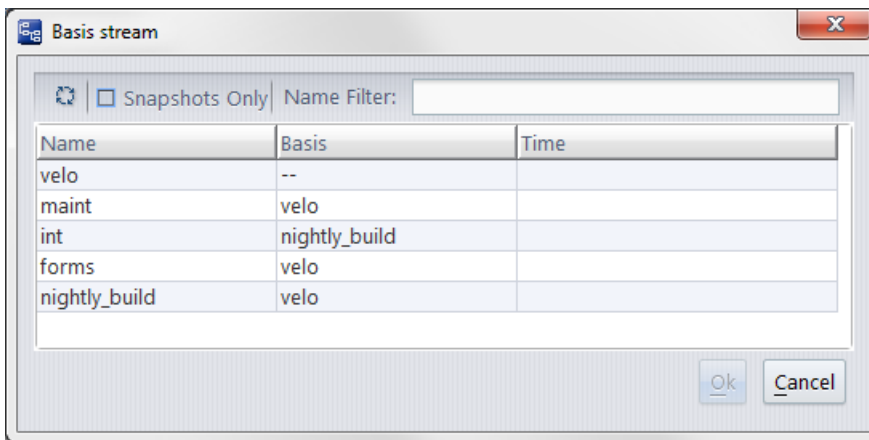 Basis stream
Snapshots Only Name Filter:
Name Basis Time
velo --
maint velo
int nightly_build
forms velo
nightly_build velo
Ok Cancel